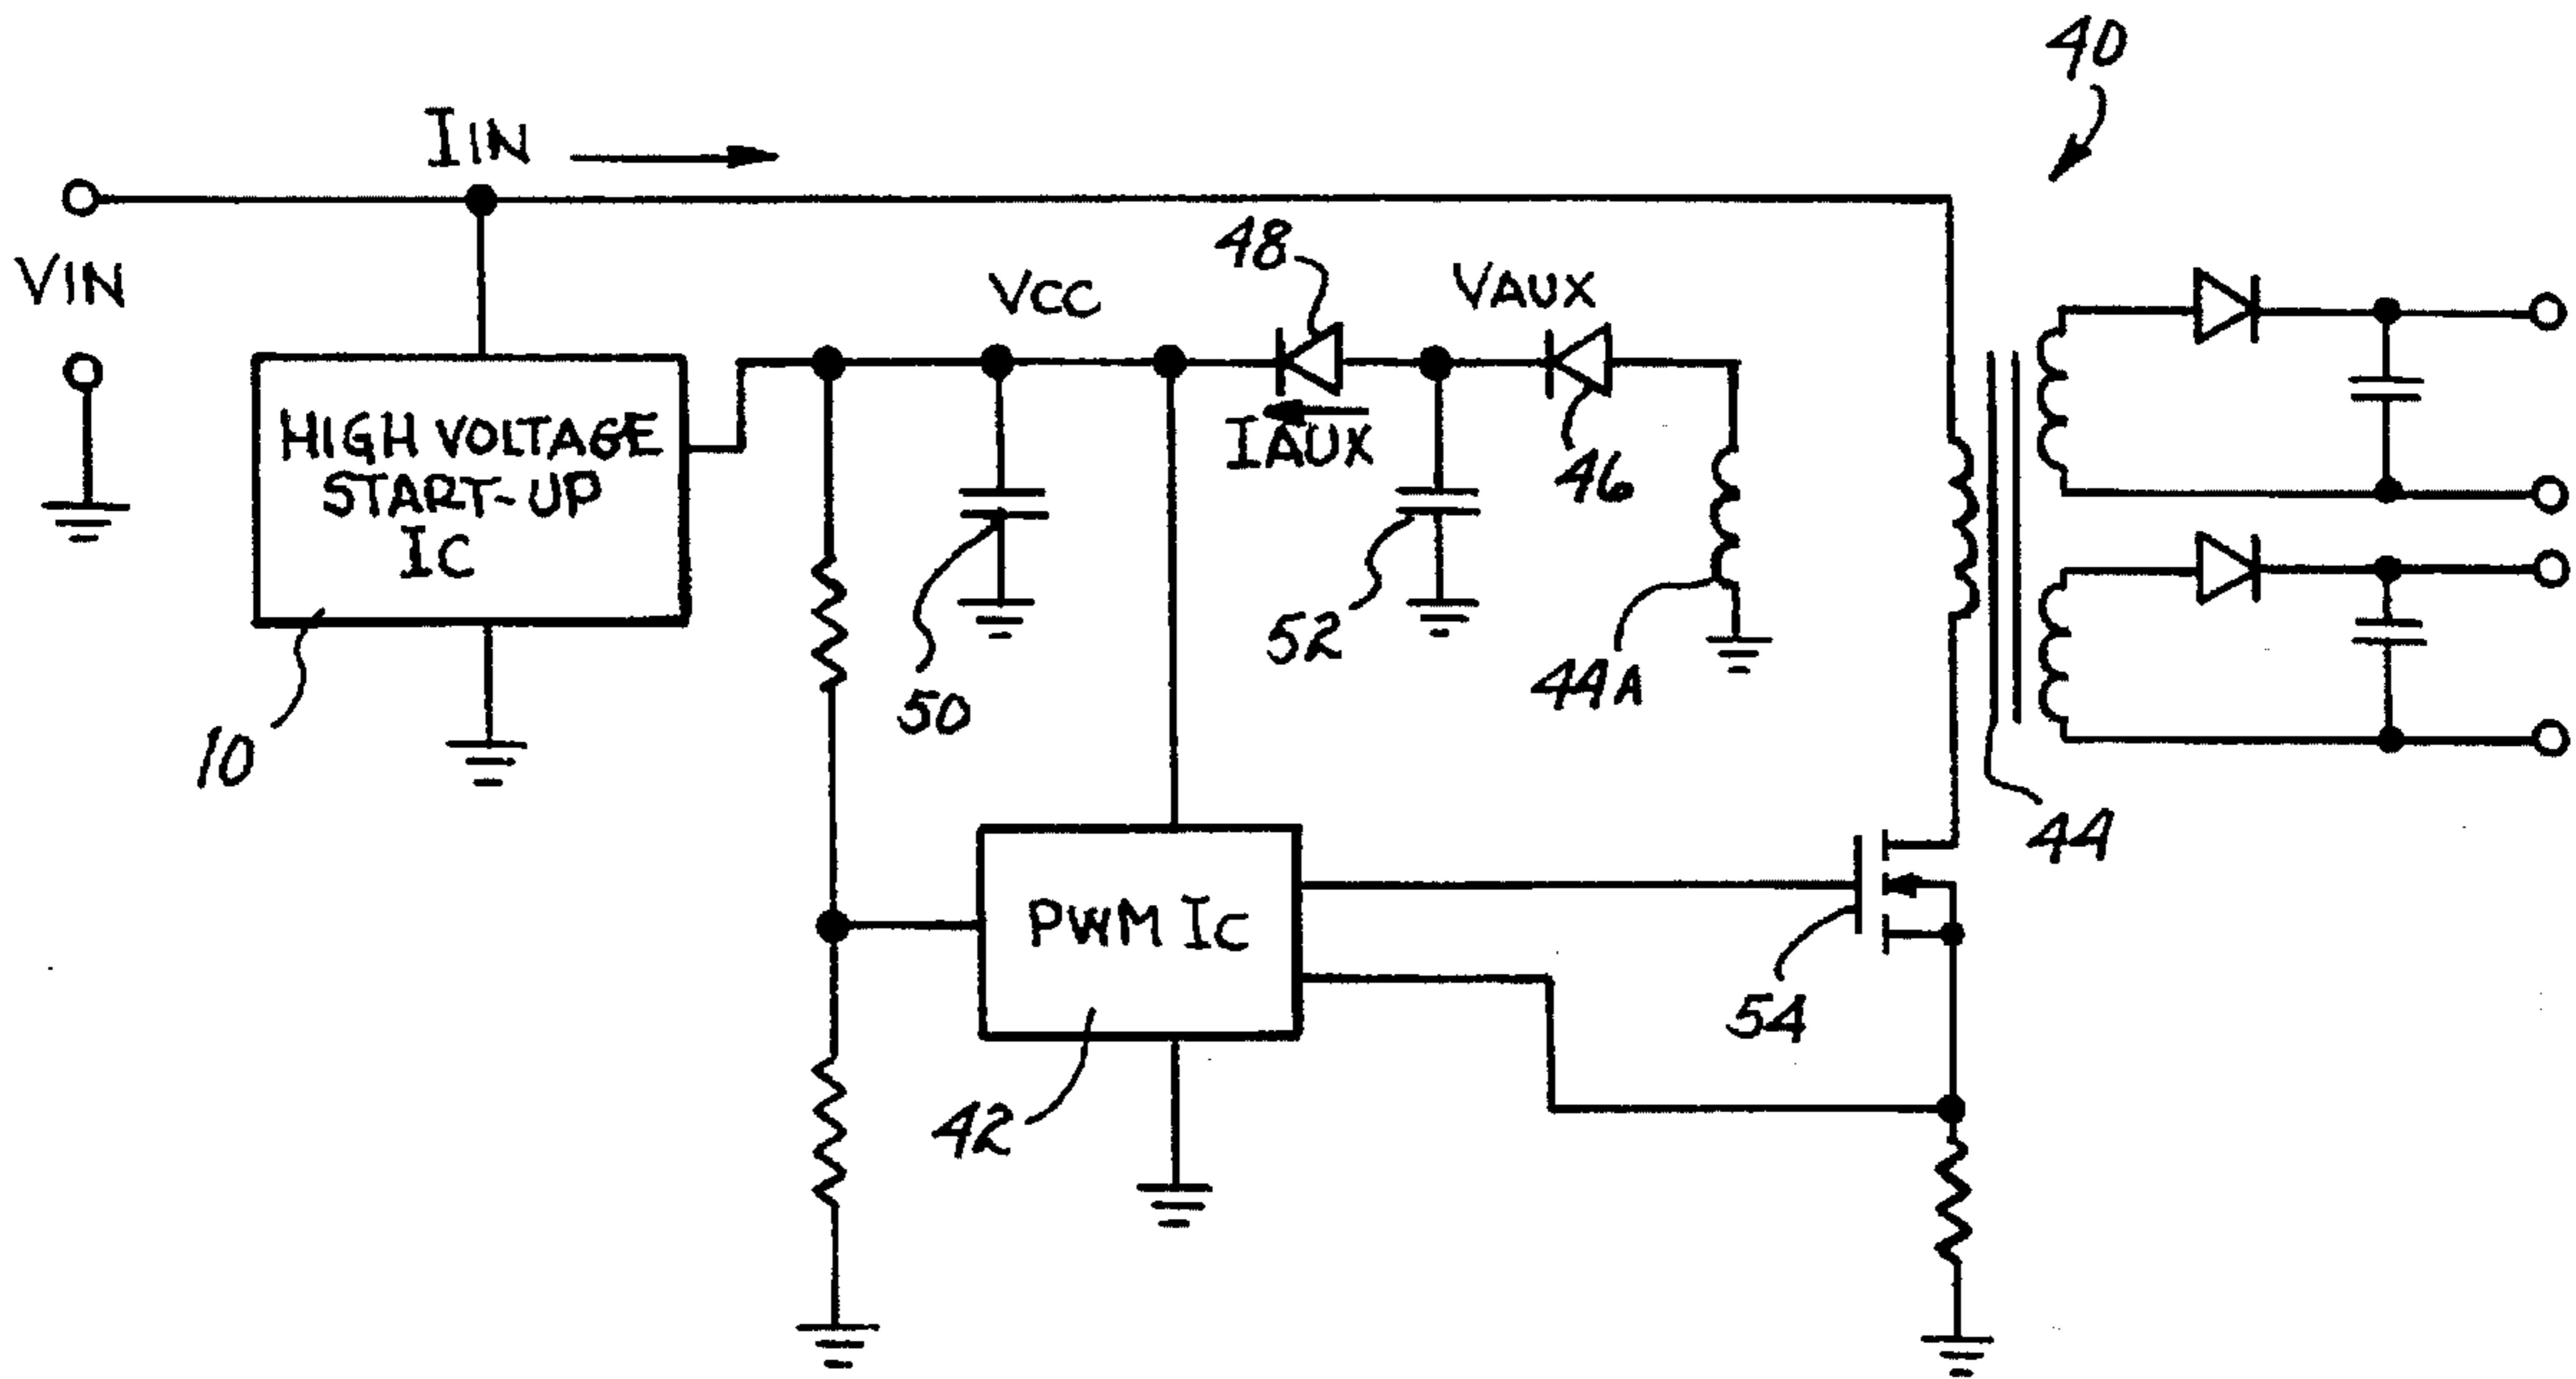 40
IIN
VIN
48
VCC
VAUX
IAUX
46
HIGH VOLTAGE
START-UP
IC
52
44A
50
10
44
PWM IC
54
42